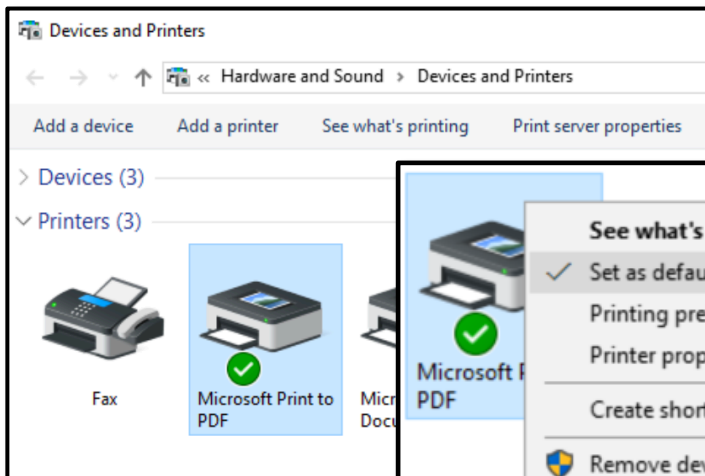 Devices and Printers
« Hardware and Sound > Devices and Printers
Add a device Add a printer See what's printing Print server properties
> Devices (3)
Printers (3)
Fax
Microsoft Print to
PDF
Micr
Docu
Microsoft P
PDF
See what's
Set as defau
Printing pre
Printer prop
Create short
Remove dev